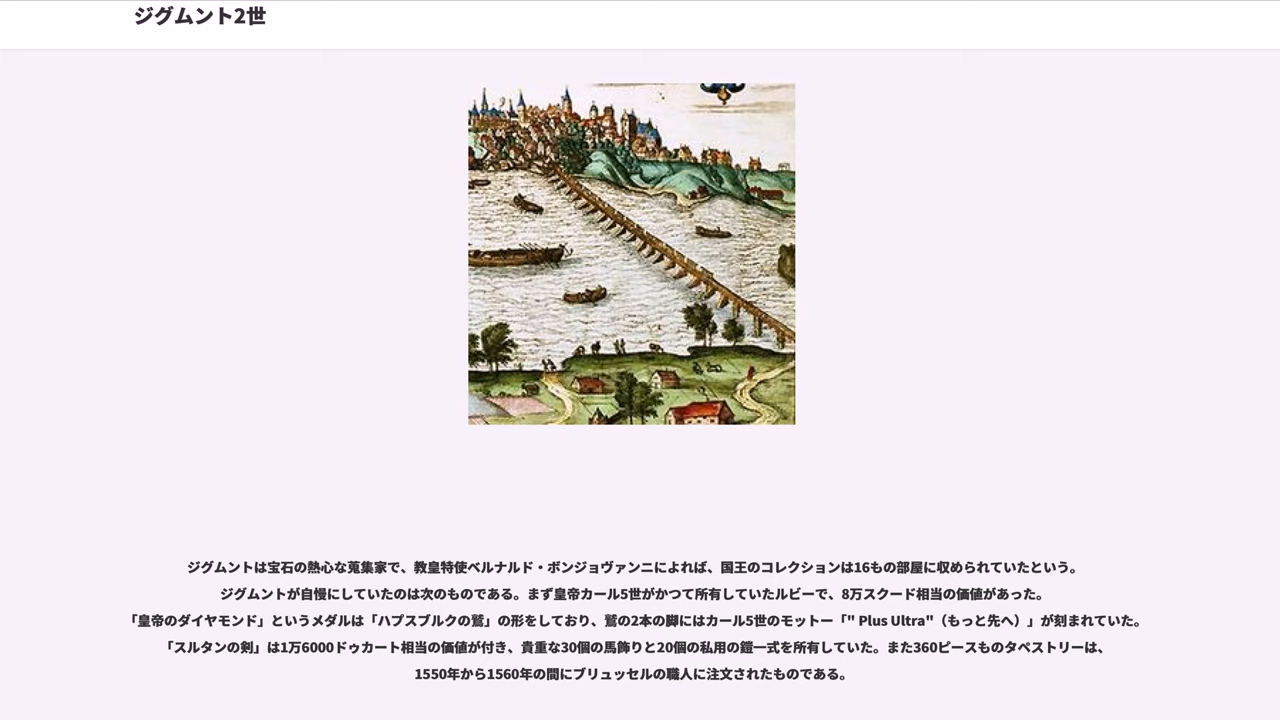 ジグムント2世
ジグムントは宝石の熱心な蒐集家で、教皇特使ベルナルド・ボンジョヴァンニによれば、国王のコレクションは16もの部屋に収められていたという。
ジグムントが自慢にしていたのは次のものである。まず皇帝カール5世がかつて所有していたルビーで、8万スクード相当の価値があった。
「皇帝のダイヤモンド」というメダルは「ハプスブルクの鷲」の形をしており、鷲の2本の脚にはカール5世のモットー「" Plus Ultra"（もっと先へ）」が刻まれていた。
「スルタンの剣」は1万6000ドゥカート相当の価値が付き、貴重な30個の馬飾りと20個の私用の鎧一式を所有していた。また360ピースものタペストリーは、
1550年から1560年の間にブリュッセルの職人に注文されたものである。